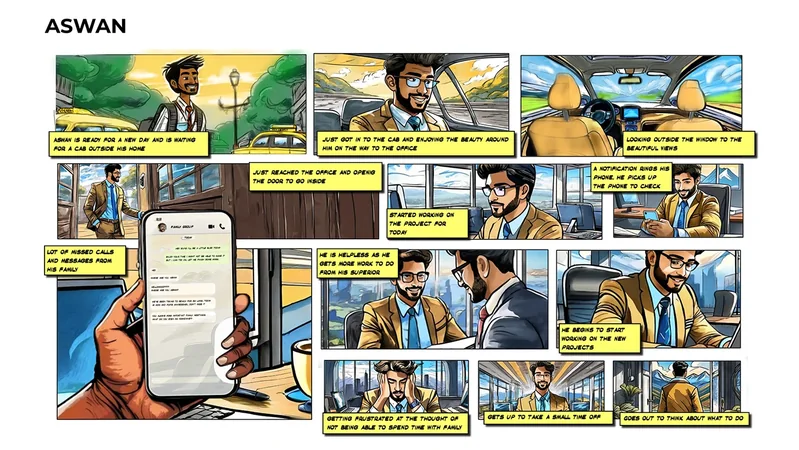 ASWAN
ASWAN IS READY FOR A NEW DAY AND IS WAITING
FOR A CAB OUTSIDE HIS HOME
JUST GOT IN TO THE CAB AND ENJOYING THE BEAUTY AROUND
HIM ON THE WAY TO THE OFFICE
LOOKING OUTSIDE THE WINDOW TO THE
BEAUTIFUL VIEWS
JUST REACHED THE OFFICE AND OPENING
THE DOOR TO GO INSIDE
STARTED WORKING ON
THE PROJECT FOR
TODAY
A NOTIFICATION RINGS HIS
PHONE. HE PICKS UP
THE PHONE TO CHECK
LOT OF MISSED CALLS
AND MESSAGES FROM
HIS FAMILY
FAMILY GROUP
TODAY
HE IS HELPLESS AS HE
GETS MORE WORK TO DO
FROM HIS SUPERIOR
HE BEGINS TO START
WORKING ON THE NEW
PROJECTS
GETTING FRUSTRATED AT THE THOUGHT OF
NOT BEING ABLE TO SPEND TIME WITH FAMILY
GETS UP TO TAKE A SMALL TIME OFF
GOES OUT TO THINK ABOUT WHAT TO DO